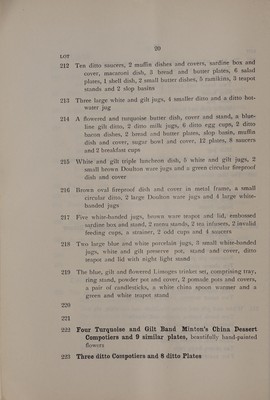 20
LOT
212 Ten ditto saucers, 2 muffin dishes and covers, sardine box and
cover, macaroni dish, 3 bread and butter plates, 6 salad
plates, 1 shell dish, 2 small butter dishes, 5 ramikins, 3 teapot
stands and 2 slop basins
213 Three large white and gilt jugs, 4 smaller ditto and a ditto hot-
water jug
214 A flowered and turquoise butter dish, cover and stand, a blue-
line gilt ditto, 2 ditto milk jugs, 6 ditto egg cups, 2 ditto
bacon dishes, 2 bread and butter plates, slop basin, muffin
dish and cover, sugar bowl and cover, 12 plates, 8 saucers
and 2 breakfast cups
215 White and gilt triple luncheon dish, 5 white and gilt jugs, 2
small brown Doulton ware jugs and a green circular fireproof
dish and cover
216 Brown oval fireproof dish and cover in metal frame, a small
circular ditto, 2 large Doulton ware jugs and 4 large white-
banded jugs
217 Five white-banded jugs, brown ware teapot and lid, embossed
sardine box and stand, 2 menu stands, 2 tea infusers, 2 invalid
feeding cups, a strainer, 2 odd cups and 4 saucers
218 Two large blue and white porcelain jugs, 3 small white-banded
jugs, white and gilt preserve pot, stand and cover, ditto
teapot and lid with night light stand
219 The blue, gilt and flowered Limoges trinket set, comprising tray,
ring stand, powder pot and cover, 2 pomade pots and covers,
a pair of candlesticks, a white china spoon warmer and a
green and white teapot stand
220
221
222 Four Turquoise and Gilt Band Minton's China Dessert
Compotiers and 9 similar plates, beautifully hand-painted
flowers
223 Three ditto Compotiers and 8 ditto Plates